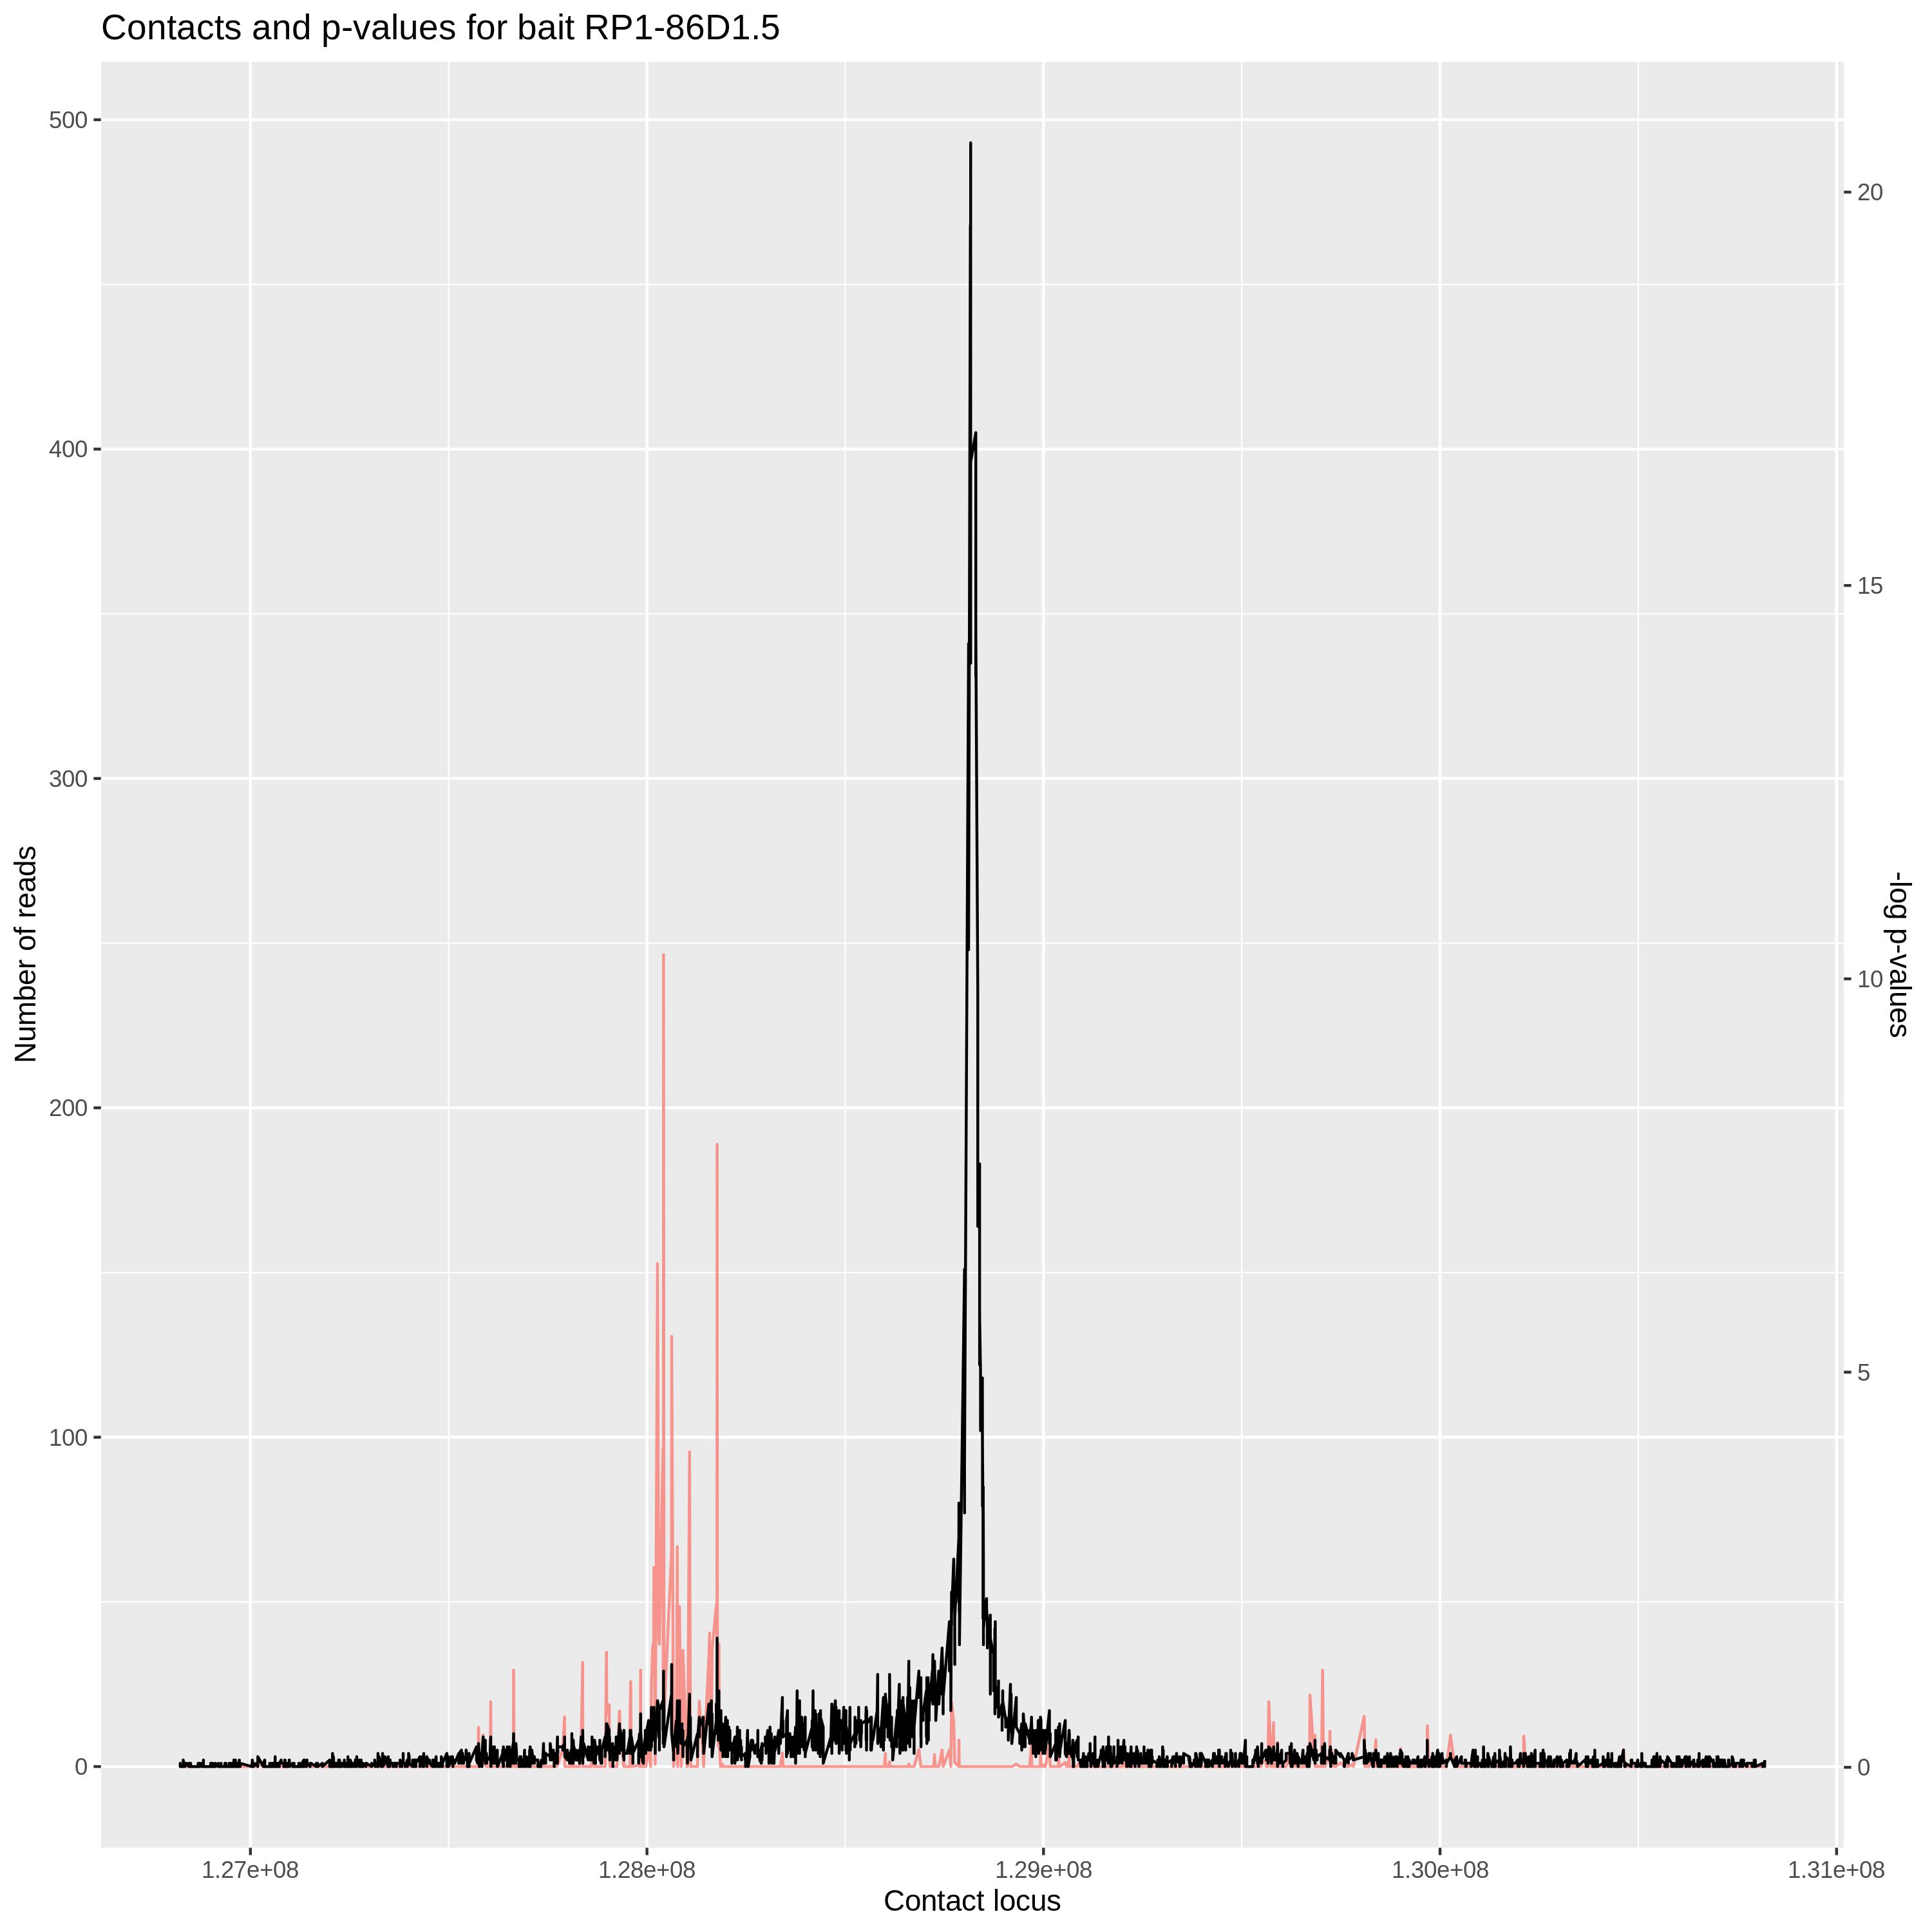 Contacts and p-values for bait RP1-86D1.5
500
400
300
200
100
0
Number of reads
20
15
10
5
0
-log p-values
1.27e+08
1.28e+08
1.29e+08
1.30e+08
1.31e+08
Contact locus